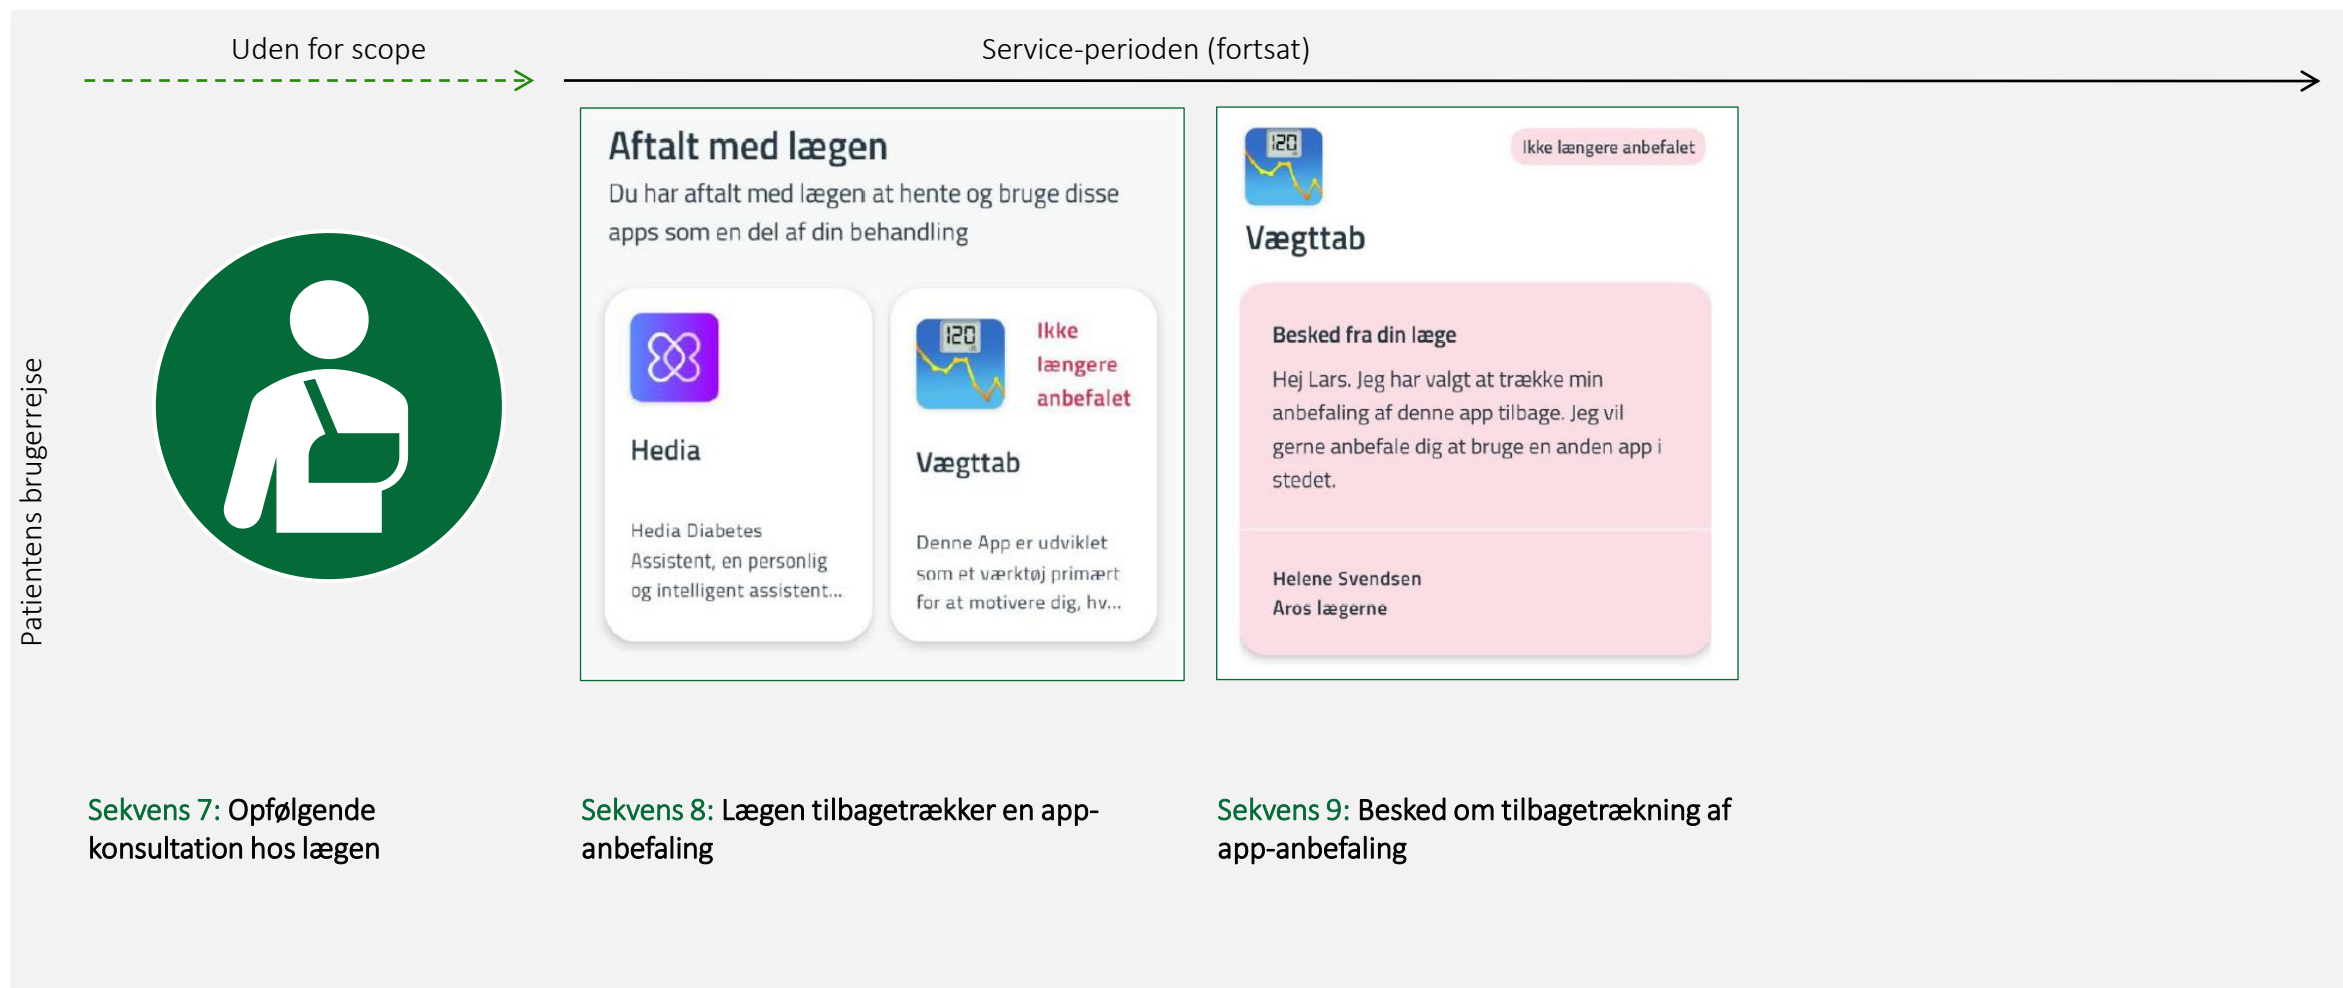 Uden for scope
Service-perioden (fortsat)
Patientens brugerrejse
Aftalt med lægen
Du har aftalt med lægen at hente og bruge disse
apps som en del af din behandling
Hedia
Hedia Diabetes
Assistent, en personlig
og intelligent assistent...
120
Ikke
længere
anbefalet
Vægttab
Denne App er udviklet
som et værktøj primært
for at motivere dig, hv...
120
Ikke længere anbefalet
Vægttab
Besked fra din læge
Hej Lars. Jeg har valgt at trække min
anbefaling af denne app tilbage. Jeg vil
gerne anbefale dig at bruge en anden app i
stedet.
Helene Svendsen
Aros lægerne
Sekvens 7: Opfølgende
konsultation hos lægen
Sekvens 8: Lægen tilbagetrækker en app-
anbefaling
Sekvens 9: Besked om tilbagetrækning af
app-anbefaling